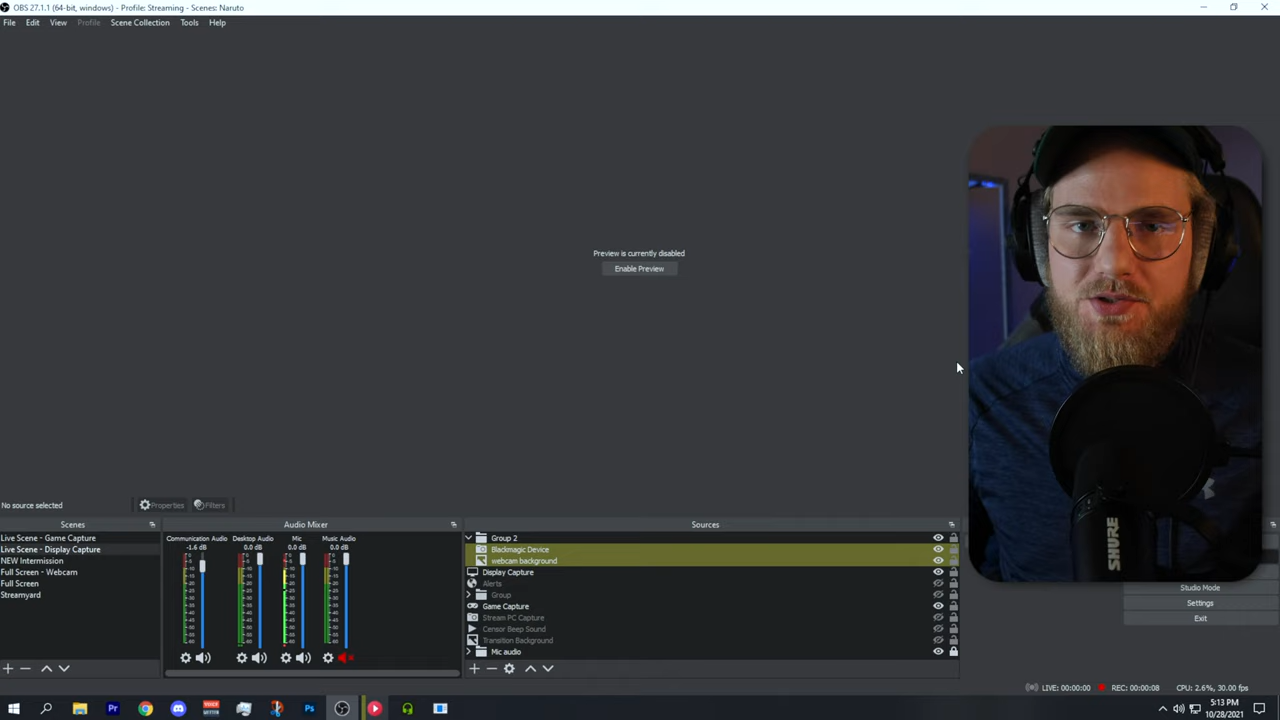 OBS 27.1.1 (64-bit, windows) - Profile: Streaming - Scenes: Naruto
File Edit View Profile Scene Collection Tools Help
Preview is currently disabled
Enable Preview
No source selected
Properties
Filters
Scenes
Live Scene - Game Capture
Live Scene - Display Capture
NEW Intermission
Full Screen - Webcam
Full Screen
Streamyard
Audio Mixer
Communication Audio Desktop Audio Mic Music Audio
-1.6 dB 0.0 dB 0.0 dB 0.0 dB
Sources
Group 2
Blackmagic Device
webcam background
Display Capture
Alerts
Group
Game Capture
Stream PC Capture
Censor Beep Sound
Transition Background
Mic audio
SHURE
Studio Mode
Settings
Exit
LIVE: 00:00:00 REC: 00:00:08 CPU: 2.6%, 30.00 fps
Pr
Ps
5:13 PM
10/28/2021